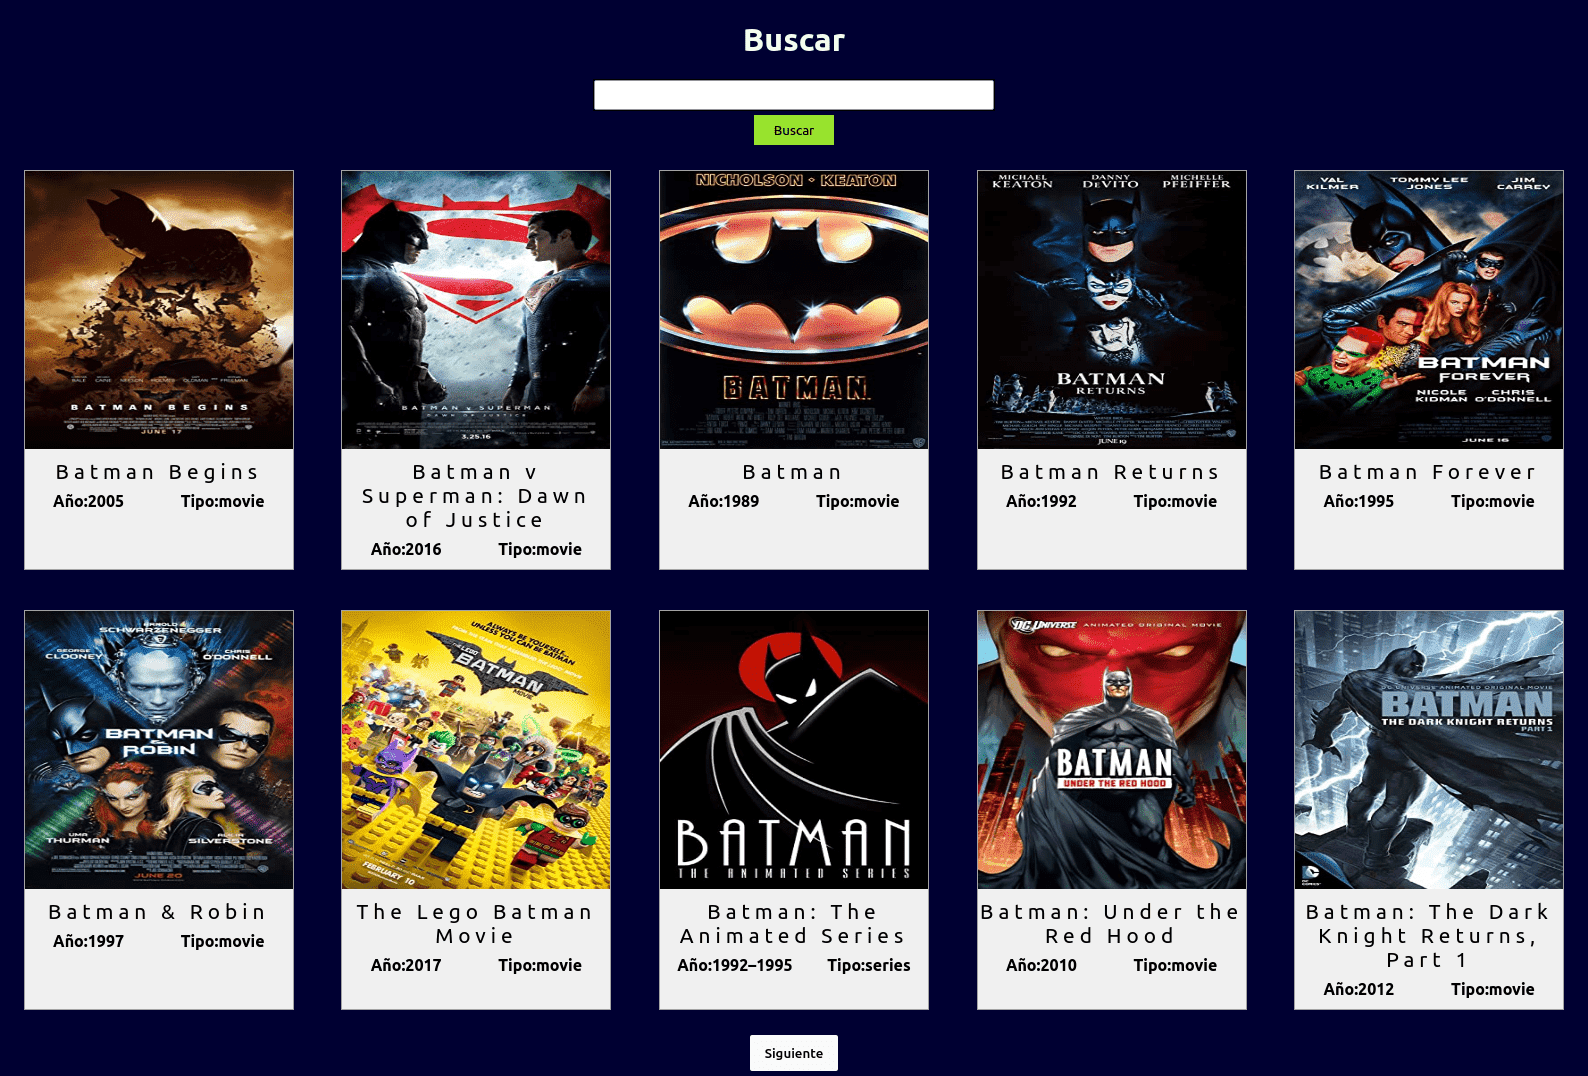 Buscar
Buscar
BATMAN BEGINS
JUNE 17
Batman Begins
Año:2005 Tipo:movie
BATMAN v SUPERMAN
DAWN OF JUSTICE
3.25.16
Batman v
Superman: Dawn
of Justice
Año:2016 Tipo:movie
NICHOLSON · KEATON
BATMAN
Batman
Año:1989 Tipo:movie
MICHAEL KEATON DANNY DEVITO MICHELLE PFEIFFER
BATMAN
RETURNS
JUNE 19
Batman Returns
Año:1992 Tipo:movie
VAL KILMER TOMMY LEE JONES JIM CARREY
BATMAN
FOREVER
NICOLE KIDMAN CHRIS O'DONNELL
JUNE 16
Batman Forever
Año:1995 Tipo:movie
ARNOLD SCHWARZENEGGER
GEORGE CLOONEY CHRIS O'DONNELL
BATMAN
& ROBIN
UMA THURMAN ALICIA SILVERSTONE
JUNE 20
Batman & Robin
Año:1997 Tipo:movie
ALWAYS BE YOURSELF.
UNLESS YOU CAN BE BATMAN
THE LEGO
BATMAN
MOVIE
FEBRUARY 10
The Lego Batman
Movie
Año:2017 Tipo:movie
BATMAN
THE ANIMATED SERIES
Batman: The
Animated Series
Año:1992–1995 Tipo:series
DC UNIVERSE ANIMATED ORIGINAL MOVIE
BATMAN
UNDER THE RED HOOD
Batman: Under the
Red Hood
Año:2010 Tipo:movie
DC UNIVERSE ANIMATED ORIGINAL MOVIE
BATMAN
THE DARK KNIGHT RETURNS
PART 1
DC COMICS
Batman: The Dark
Knight Returns,
Part 1
Año:2012 Tipo:movie
Siguiente